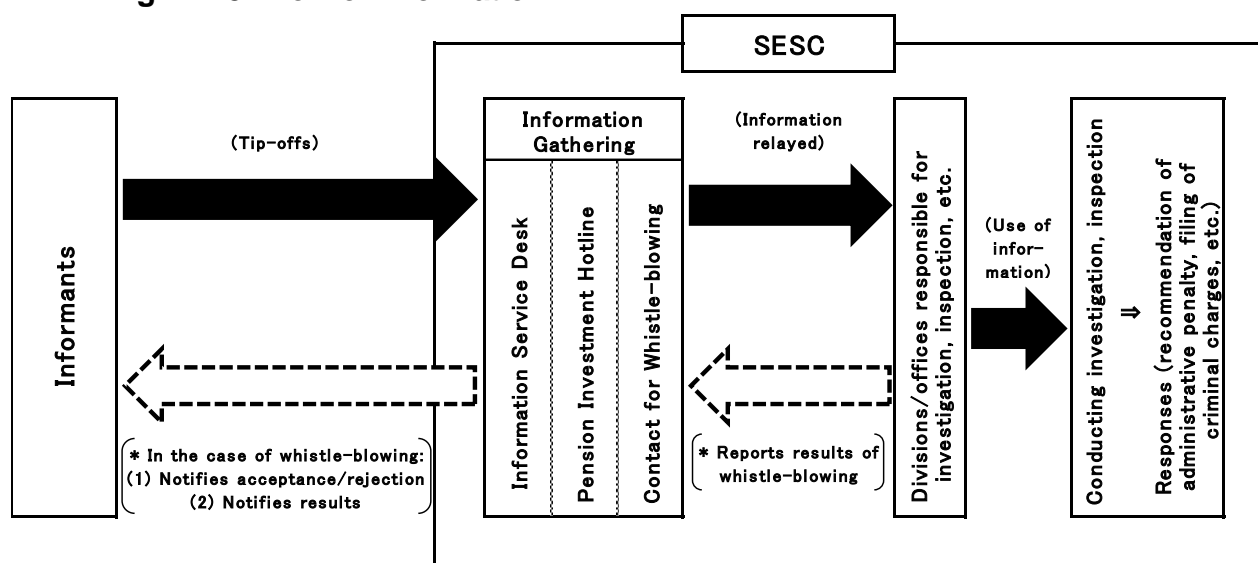 SESC
Informants
(Tip-offs)
* In the case of whistle-blowing:
(1) Notifies acceptance/rejection
(2) Notifies results
Information
Gathering
Information Service Desk
Pension Investment Hotline
Contact for Whistle-blowing
(Information
relayed)
* Reports results of
whistle-blowing
Divisions/offices responsible for
investigation, inspection, etc.
(Use of
infor-
mation)
Conducting investigation, inspection
⇒
Responses (recommendation of
administrative penalty, filing of
criminal charges, etc.)